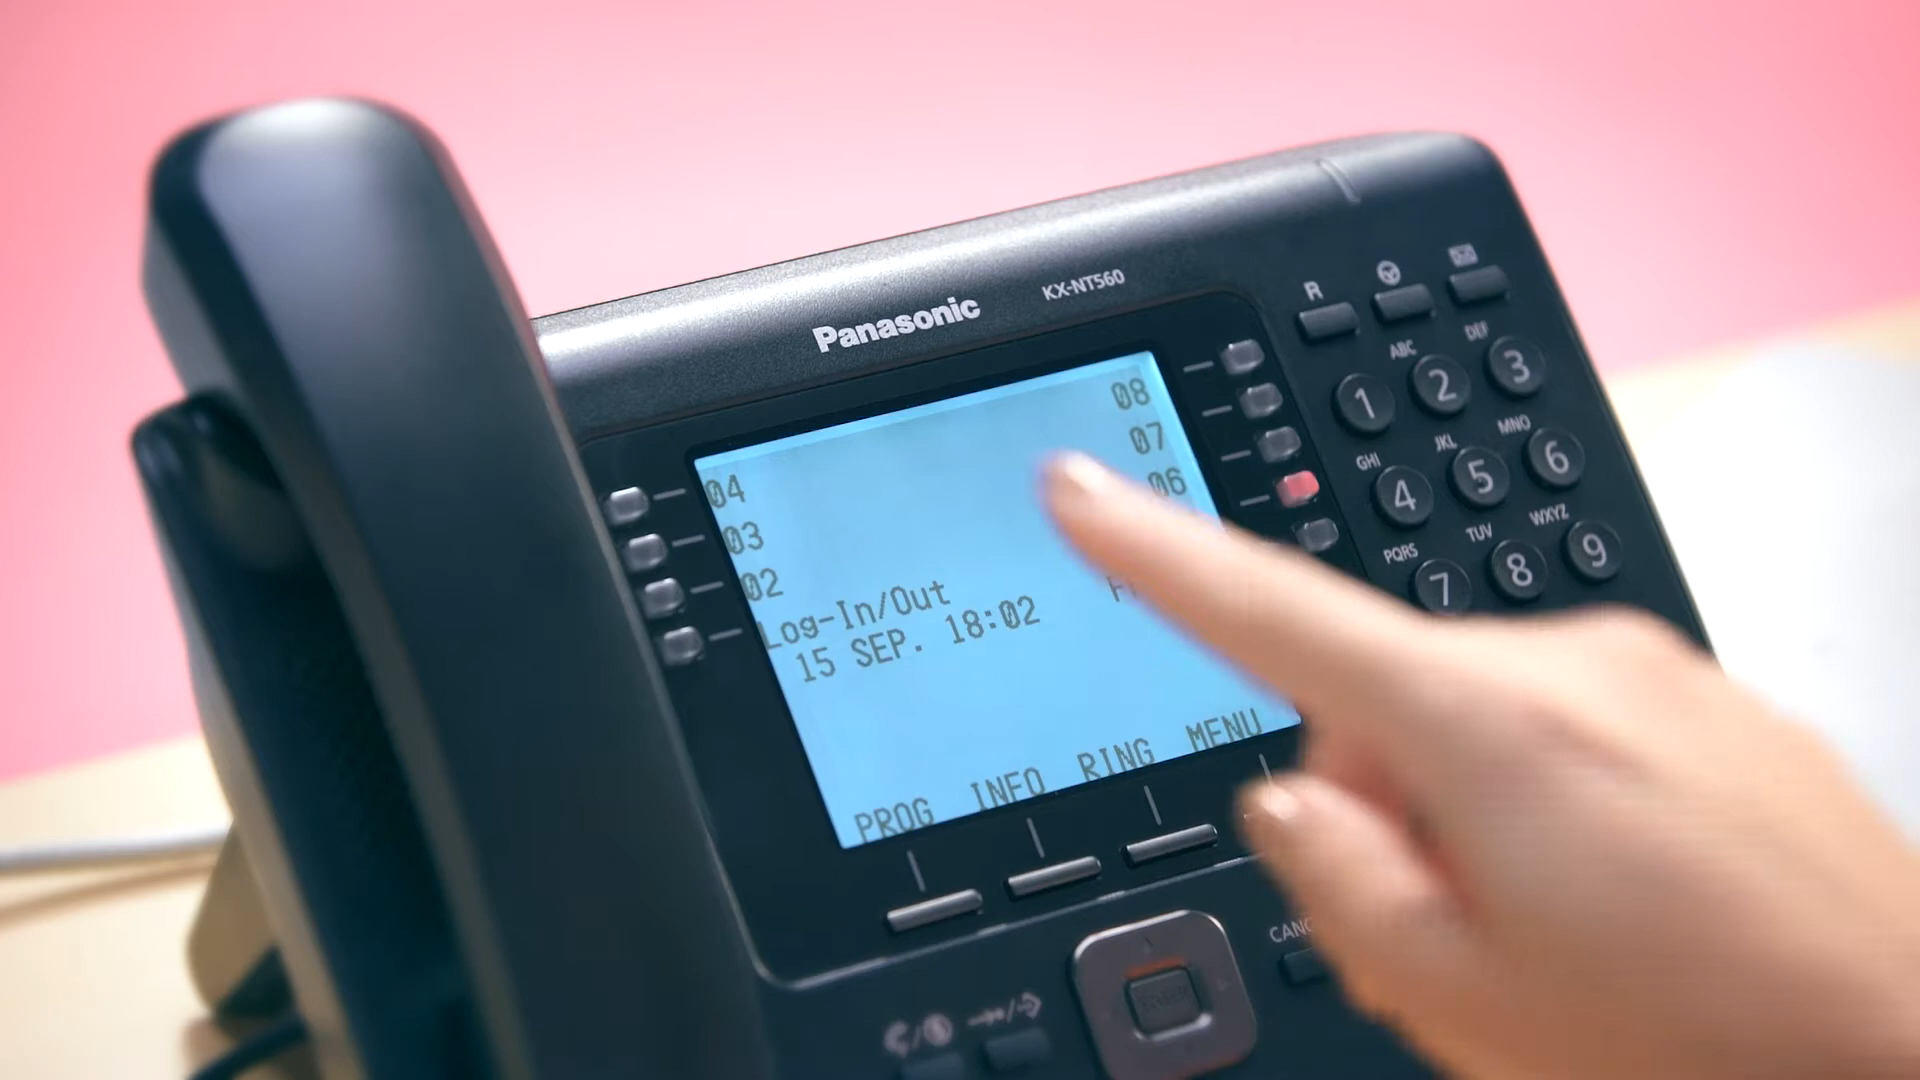 Panasonic
KX-NT560
08
07
06
04
03
02
Log-In/Out
15 SEP. 18:02
PROG INFO RING MENU
R
ABC DEF
1 2 3
GHI JKL MNO
4 5 6
PQRS TUV WXYZ
7 8 9